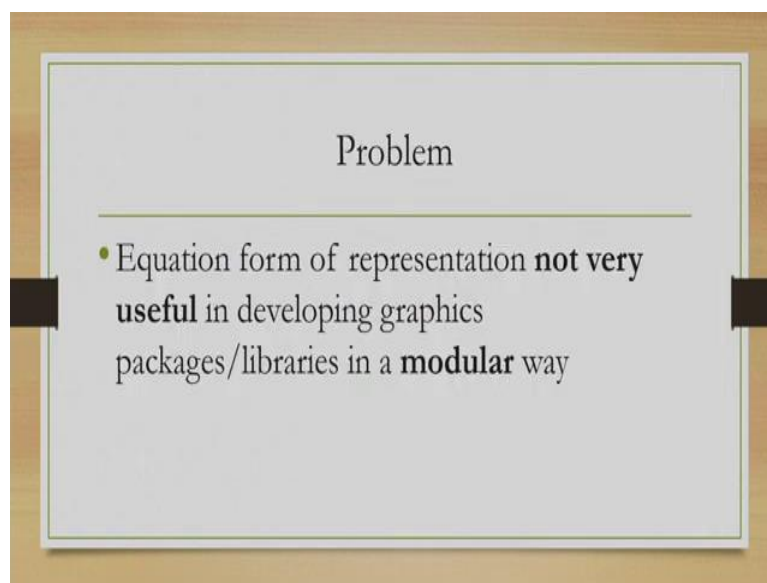 Problem
• Equation form of representation not very
useful in developing graphics
packages/libraries in a modular way